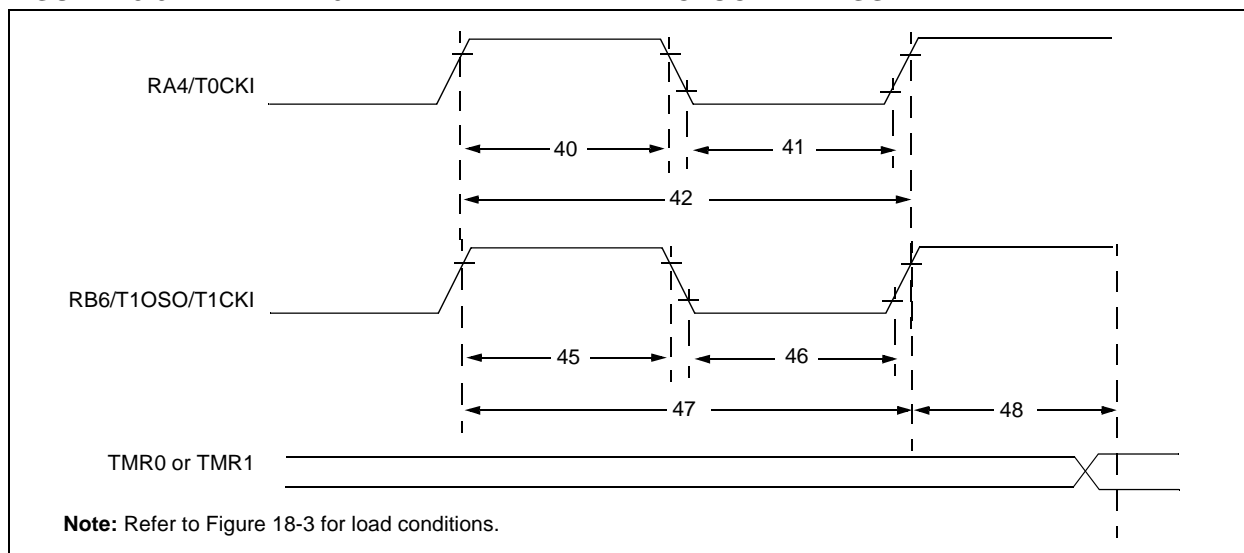 RA4/T0CKI
40
41
42
RB6/T1OSO/T1CKI
45
46
47
48
TMR0 or TMR1
Note: Refer to Figure 18-3 for load conditions.